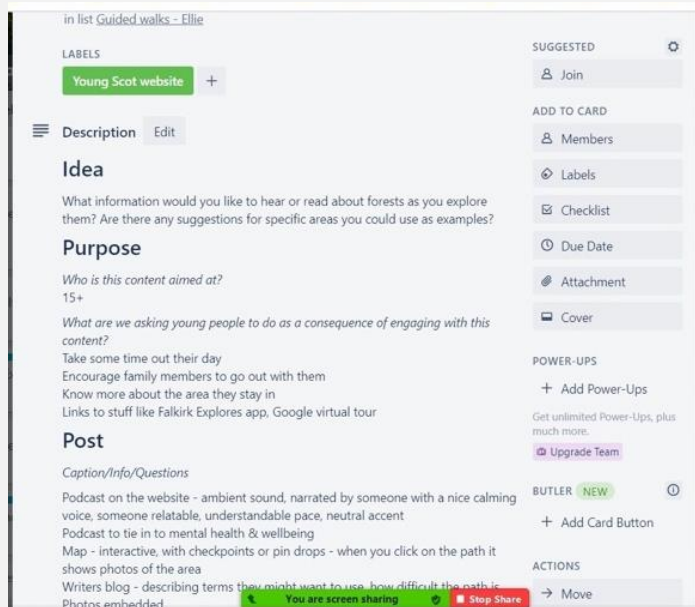 in list Guided walks - Ellie
LABELS
Young Scot website +
Description Edit
Idea
What information would you like to hear or read about forests as you explore
them? Are there any suggestions for specific areas you could use as examples?
Purpose
Who is this content aimed at?
15+
What are we asking young people to do as a consequence of engaging with this
content?
Take some time out their day
Encourage family members to go out with them
Know more about the area they stay in
Links to stuff like Falkirk Explores app, Google virtual tour
Post
Caption/Info/Questions
Podcast on the website - ambient sound, narrated by someone with a nice calming
voice, someone relatable, understandable pace, neutral accent
Podcast to tie in to mental health & wellbeing
Map - interactive, with checkpoints or pin drops - when you click on the path it
shows photos of the area
Writers blog - describing terms they might want to use, how difficult the path is
Photos embedded
SUGGESTED
Join
ADD TO CARD
Members
Labels
Checklist
Due Date
Attachment
Cover
POWER-UPS
+ Add Power-Ups
Get unlimited Power-Ups, plus
much more.
Upgrade Team
BUTLER NEW
+ Add Card Button
ACTIONS
→ Move
You are screen sharing
Stop Share